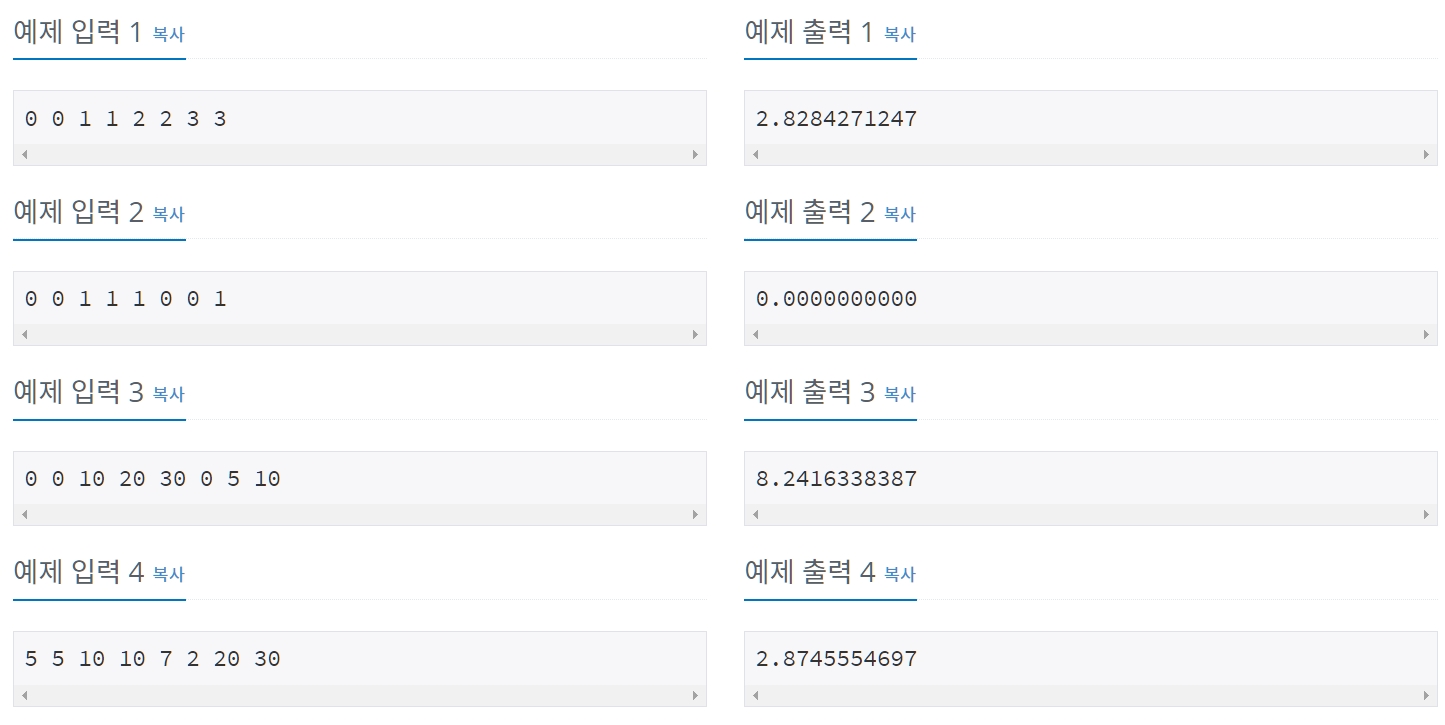 예제 입력 1 복사
0 0 1 1 2 2 3 3
예제 출력 1 복사
2.8284271247
예제 입력 2 복사
0 0 1 1 1 0 0 1
예제 출력 2 복사
0.0000000000
예제 입력 3 복사
0 0 10 20 30 0 5 10
예제 출력 3 복사
8.2416338387
예제 입력 4 복사
5 5 10 10 7 2 20 30
예제 출력 4 복사
2.8745554697